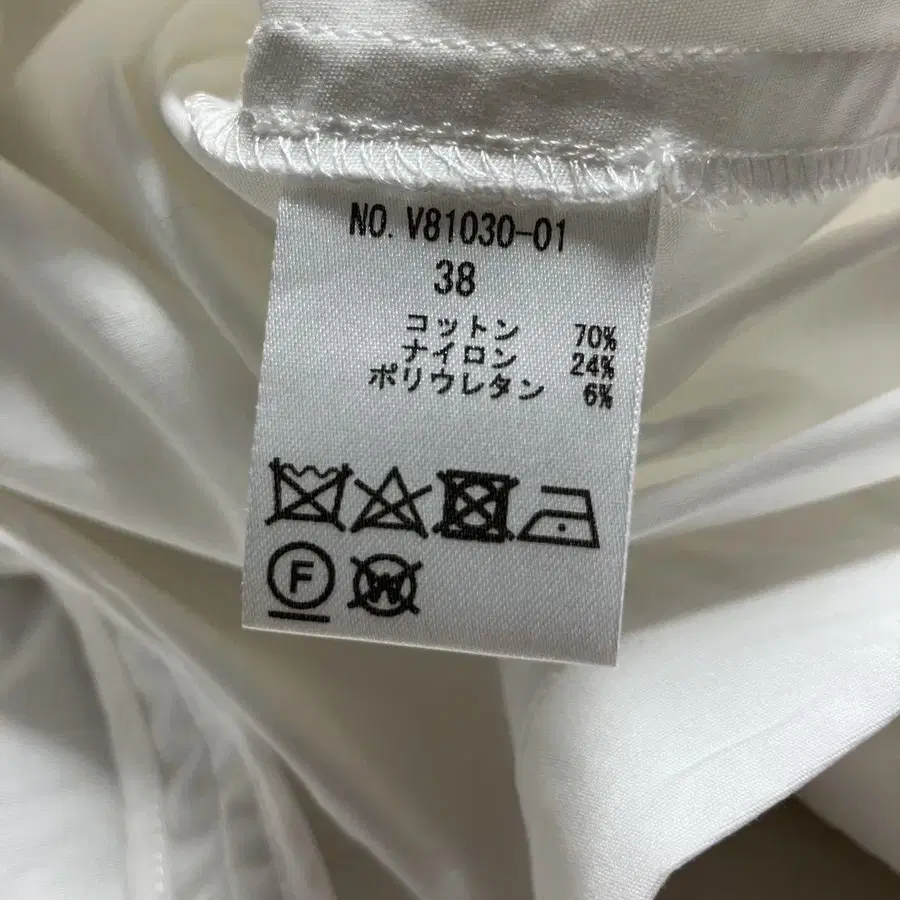 NO. V81030-01
38
コットン 70%
ナイロン 24%
ポリウレタン 6%
F W